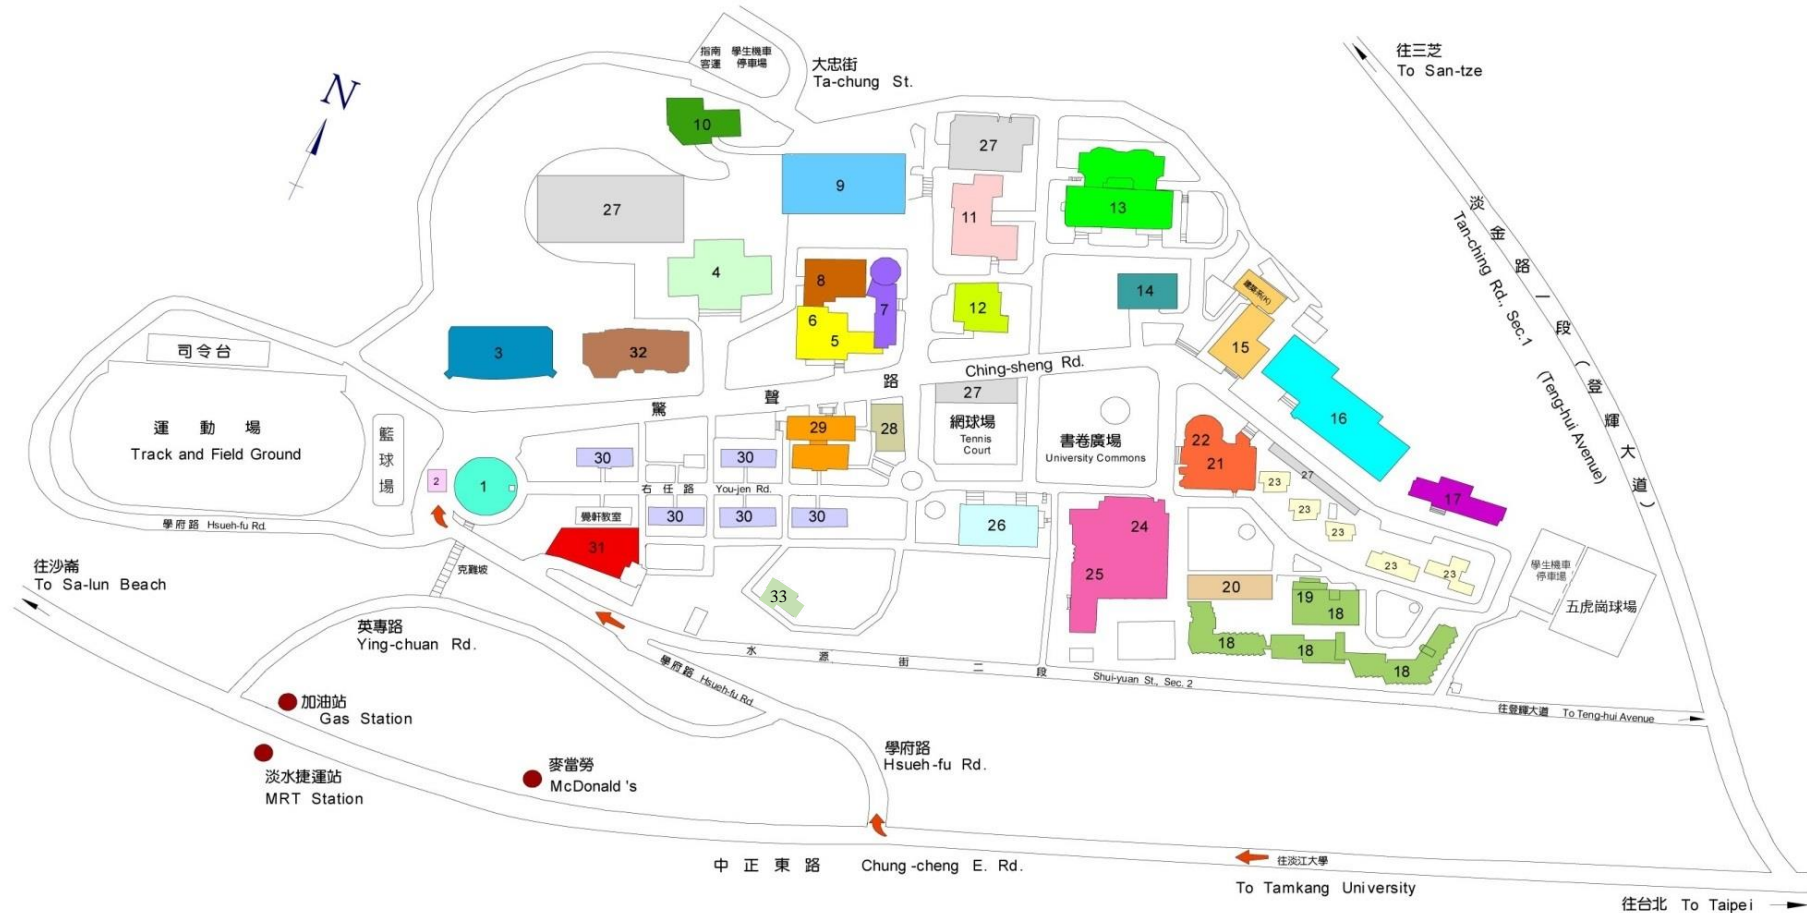 指南 學生機車
客運 停車場
大忠街
Ta-chung St.
往三芝
To San-tze
N
10
27
9
27
11
13
淡金路一段(登輝大道)
Tan-ching Rd., Sec.1 (Teng-hui Avenue)
4
8
7
6
5
12
14
建築系(K)
15
司令台
3
32
Ching-sheng Rd.
驚聲路
27
16
運動場
Track and Field Ground
籃球場
29
28
網球場
Tennis
Court
書卷廣場
University Commons
22
21
27
23
23
23
23
23
17
2
1
30
30
右任路 You-jen Rd.
30
30
30
覺軒教室
31
26
24
25
學府路 Hsueh-fu Rd.
克難坡
往沙崙
To Sa-lun Beach
33
20
19
18
18
18
18
學生機車
停車場
五虎崗球場
英專路
Ying-chuan Rd.
學府路 Hsueh-fu Rd.
水源街二段 Shui-yuan St., Sec. 2
往登輝大道 To Teng-hui Avenue
加油站
Gas Station
淡水捷運站
MRT Station
麥當勞
McDonald's
學府路
Hsueh-fu Rd.
中正東路 Chung-cheng E. Rd.
往淡江大學
To Tamkang University
往台北 To Taipei